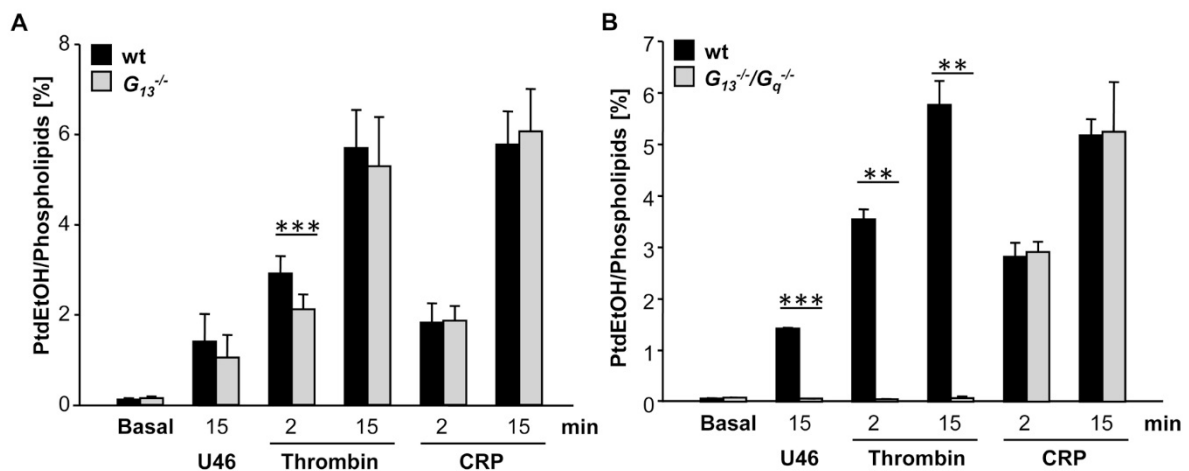 A
PtdEtOH/Phospholipids [%]
8
6
4
2
0
wt
G13-/-
***
Basal 15 2 15 2 15 min
U46 Thrombin CRP
B
PtdEtOH/Phospholipids [%]
7
6
5
4
3
2
1
0
wt
G13-/-/Gq-/-
***
**
**
Basal 15 2 15 2 15 min
U46 Thrombin CRP